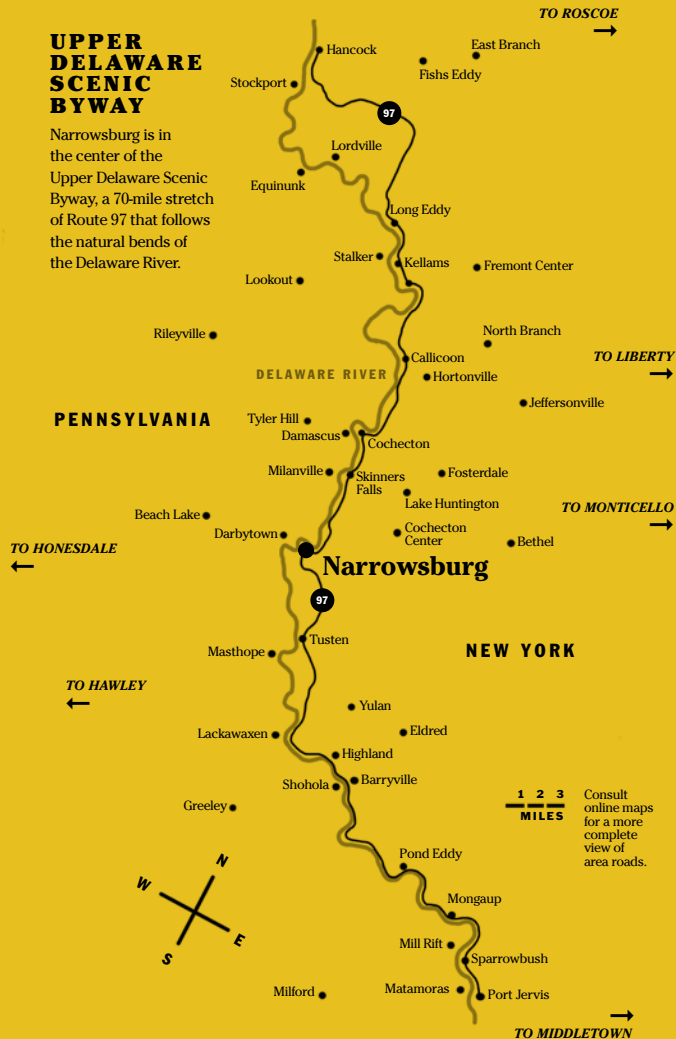 TO ROSCOE
UPPER
DELAWARE
SCENIC
BYWAY
Narrowsburg is in
the center of the
Upper Delaware Scenic
Byway, a 70-mile stretch
of Route 97 that follows
the natural bends of
the Delaware River.
Hancock
East Branch
Fishs Eddy
Stockport
97
Lordville
Equinunk
Long Eddy
Stalker
Kellams
Fremont Center
Lookout
Rileyville
North Branch
Callicoon
TO LIBERTY
DELAWARE RIVER
Hortonville
Jeffersonville
PENNSYLVANIA
Tyler Hill
Damascus
Cochecton
Milanville
Skinners
Falls
Fosterdale
Lake Huntington
TO MONTICELLO
Beach Lake
Darbytown
Cochecton
Center
Bethel
TO HONESDALE
Narrowsburg
97
Tusten
Masthope
NEW YORK
TO HAWLEY
Yulan
Lackawaxen
Eldred
Highland
Shohola
Barryville
Greeley
1 2 3
MILES
Consult
online maps
for a more
complete
view of
area roads.
Pond Eddy
N
W
E
S
Mongaup
Mill Rift
Sparrowbush
Milford
Matamoras
Port Jervis
TO MIDDLETOWN